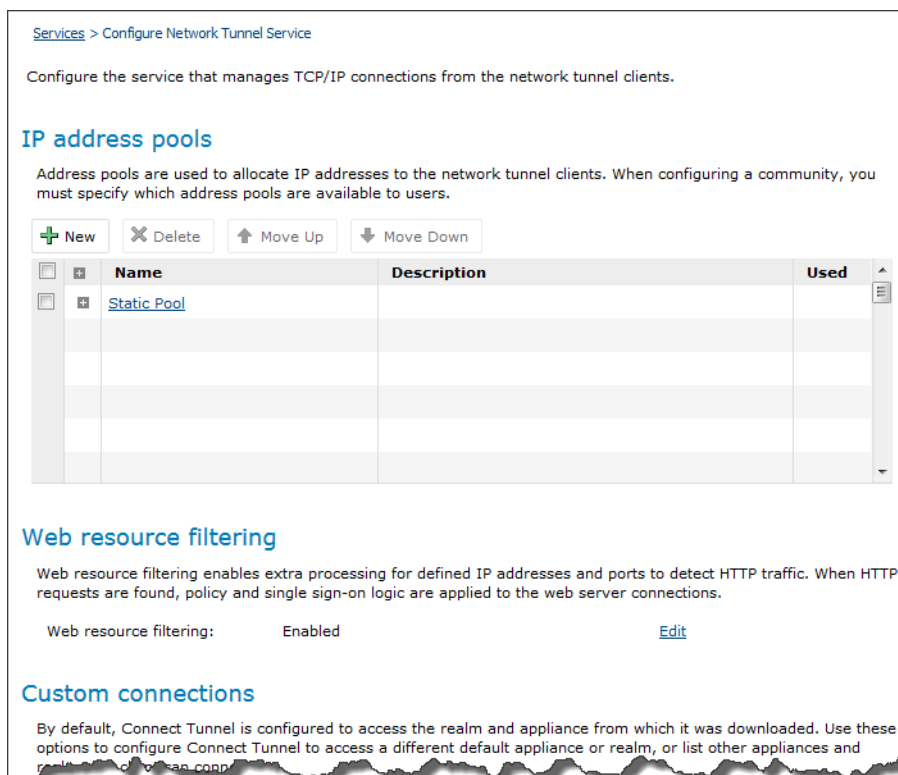 Services > Configure Network Tunnel Service
Configure the service that manages TCP/IP connections from the network tunnel clients.
IP address pools
Address pools are used to allocate IP addresses to the network tunnel clients. When configuring a community, you
must specify which address pools are available to users.
New Delete Move Up Move Down
Name Description Used
Static Pool
Web resource filtering
Web resource filtering enables extra processing for defined IP addresses and ports to detect HTTP traffic. When HTTP
requests are found, policy and single sign-on logic are applied to the web server connections.
Web resource filtering: Enabled Edit
Custom connections
By default, Connect Tunnel is configured to access the realm and appliance from which it was downloaded. Use these
options to configure Connect Tunnel to access a different default appliance or realm, or list other appliances and